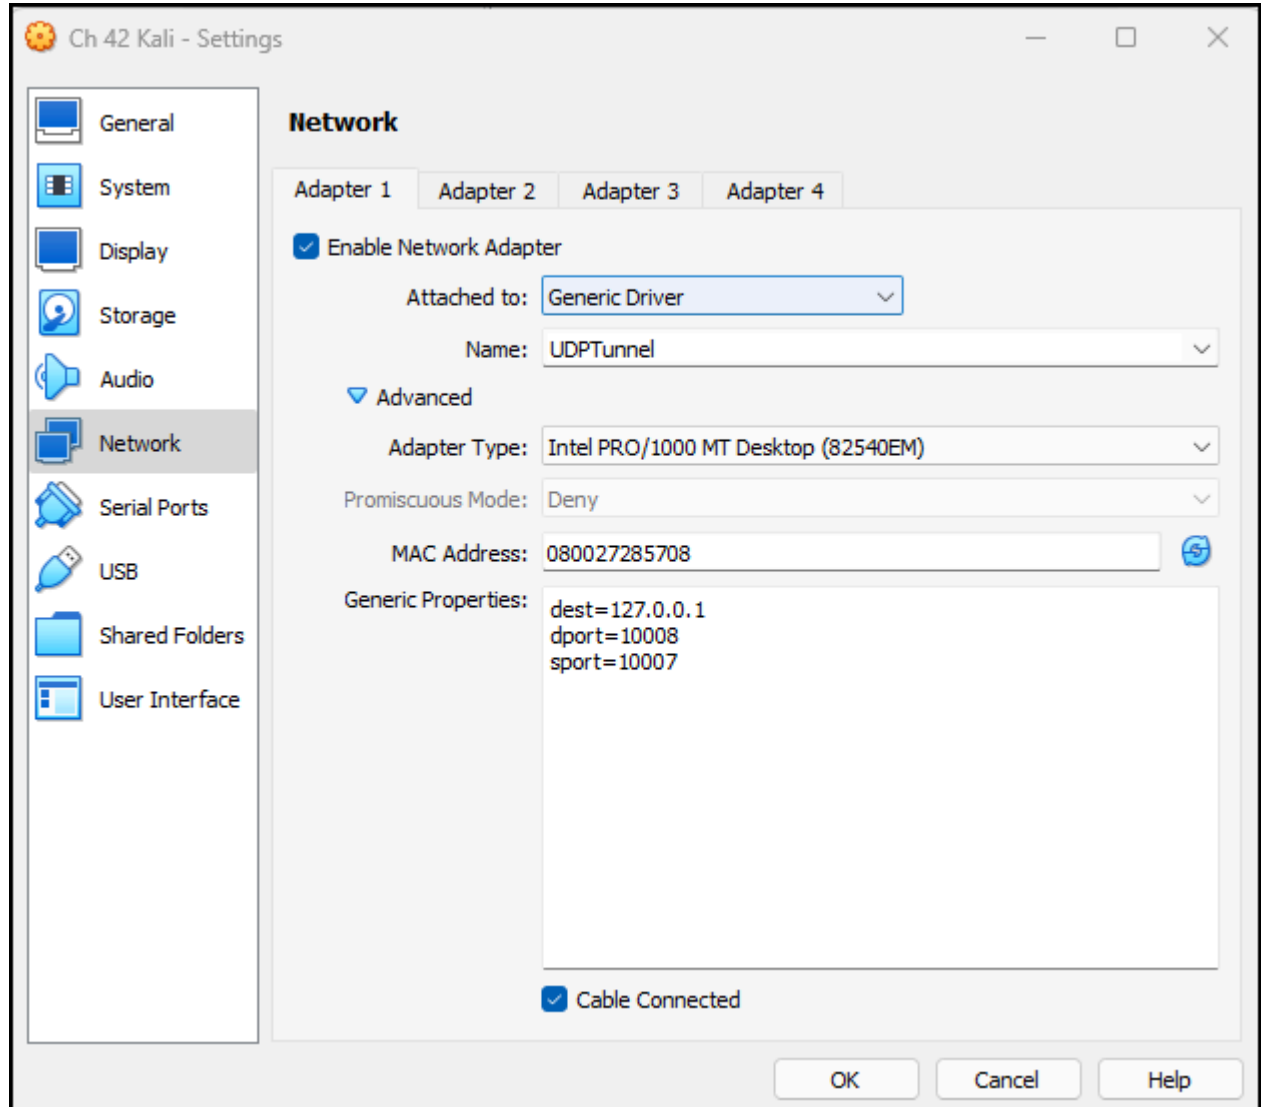 Ch 42 Kali - Settings
General
System
Display
Storage
Audio
Network
Serial Ports
USB
Shared Folders
User Interface
Network
Adapter 1 Adapter 2 Adapter 3 Adapter 4
Enable Network Adapter
Attached to: Generic Driver
Name: UDPTunnel
Advanced
Adapter Type: Intel PRO/1000 MT Desktop (82540EM)
Promiscuous Mode: Deny
MAC Address: 080027285708
Generic Properties: dest=127.0.0.1
dport=10008
sport=10007
Cable Connected
OK Cancel Help